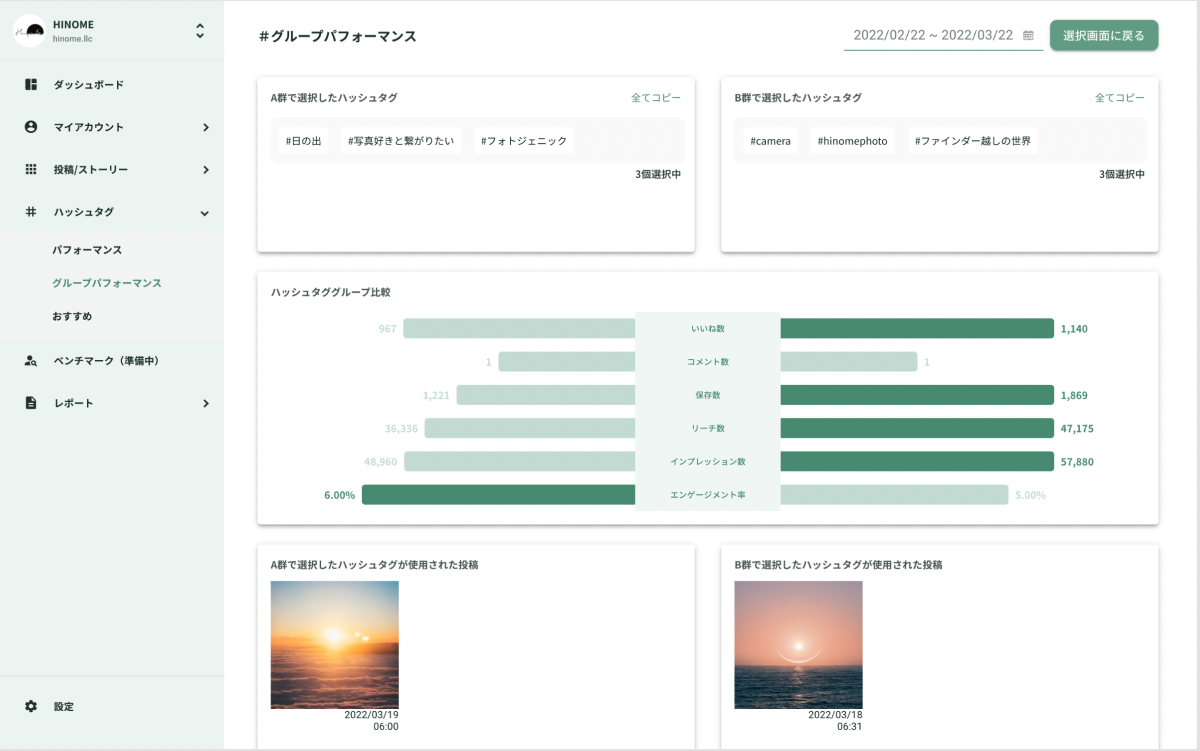 HINOME
hinome.llc
ダッシュボード
マイアカウント
投稿/ストーリー
ハッシュタグ
パフォーマンス
グループパフォーマンス
おすすめ
ベンチマーク（準備中）
レポート
設定
#グループパフォーマンス
2022/02/22 ~ 2022/03/22
選択画面に戻る
A群で選択したハッシュタグ
全てコピー
#日の出 #写真好きと繋がりたい #フォトジェニック
3個選択中
B群で選択したハッシュタグ
全てコピー
#camera #hinomephoto #ファインダー越しの世界
3個選択中
ハッシュタググループ比較
967 いいね数 1,140
1 コメント数 1
1,221 保存数 1,869
36,336 リーチ数 47,175
48,960 インプレッション数 57,880
6.00% エンゲージメント率 5.00%
A群で選択したハッシュタグが使用された投稿
2022/03/19
06:00
B群で選択したハッシュタグが使用された投稿
2022/03/18
06:31